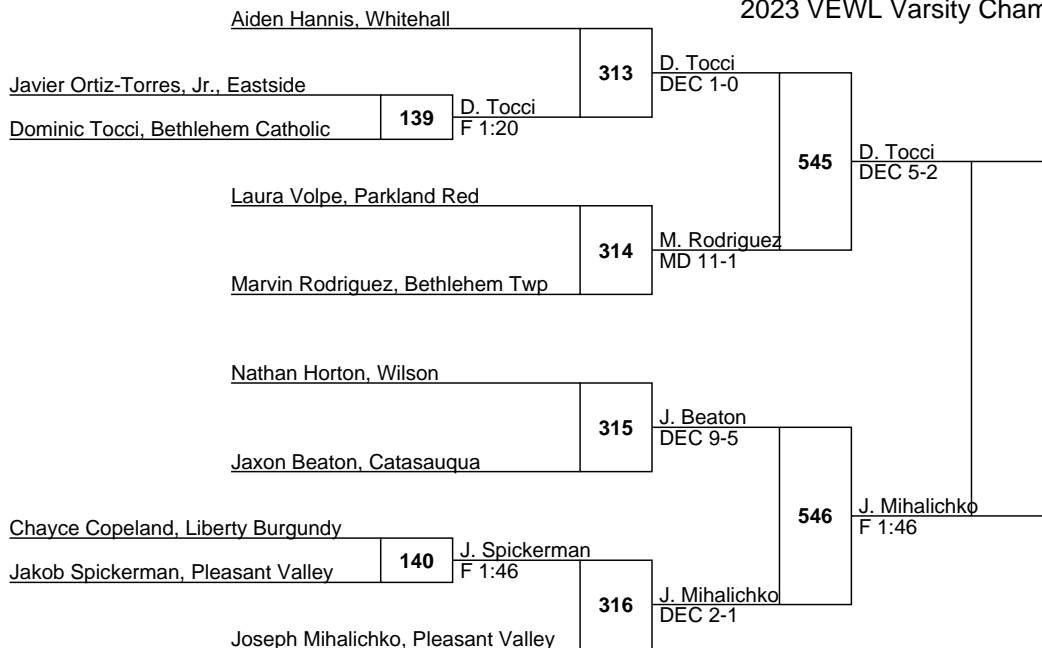 2023 VEWL Varsity Cham
Aiden Hannis, Whitehall
313
D. Tocci
DEC 1-0
Javier Ortiz-Torres, Jr., Eastside
139
D. Tocci
F 1:20
Dominic Tocci, Bethlehem Catholic
545
D. Tocci
DEC 5-2
Laura Volpe, Parkland Red
314
M. Rodriguez
MD 11-1
Marvin Rodriguez, Bethlehem Twp
Nathan Horton, Wilson
315
J. Beaton
DEC 9-5
Jaxon Beaton, Catasauqua
546
J. Mihalichko
F 1:46
Chayce Copeland, Liberty Burgundy
140
J. Spickerman
F 1:46
Jakob Spickerman, Pleasant Valley
316
J. Mihalichko
DEC 2-1
Joseph Mihalichko, Pleasant Valley